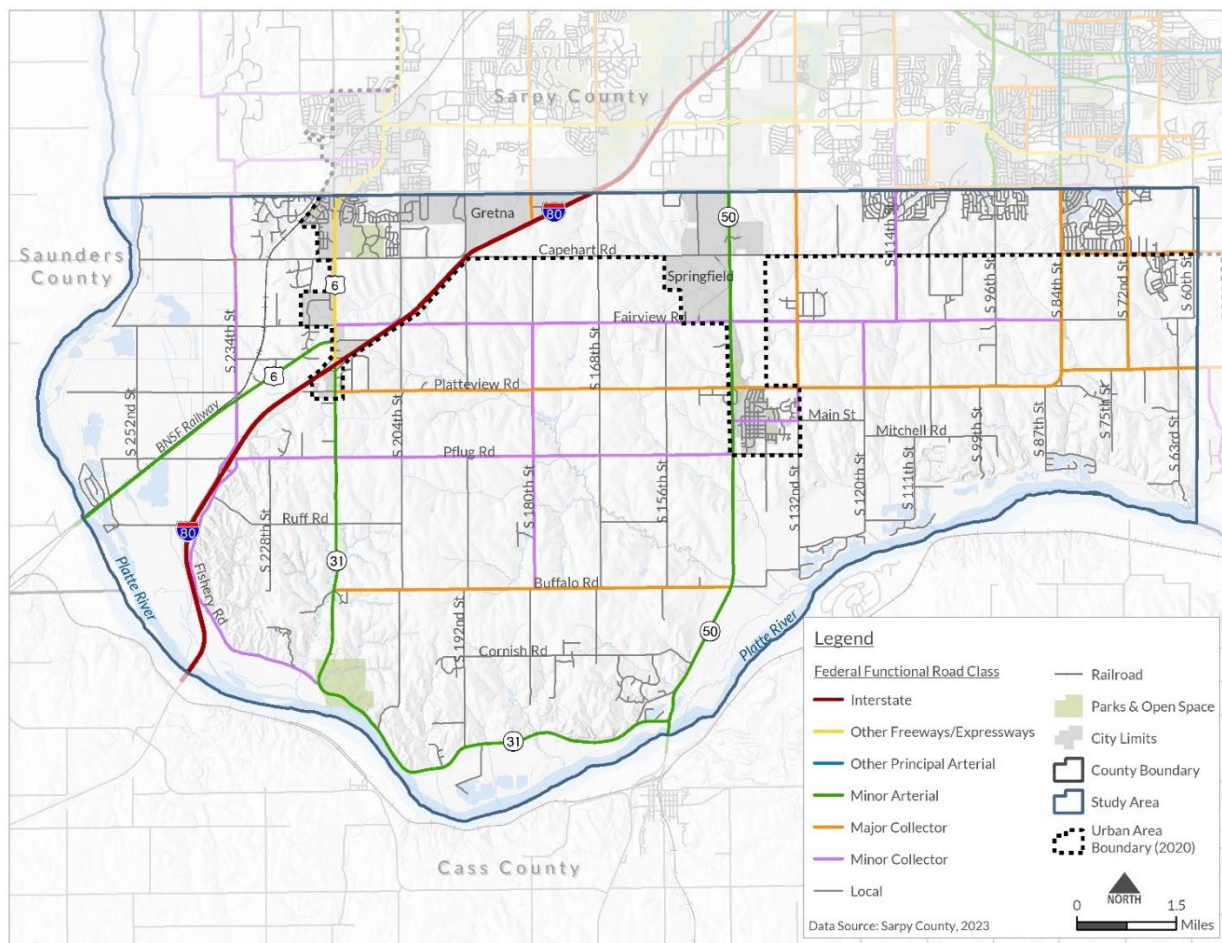 Sarpy County
Gretna
80
50
S 114th St
Saunders
County
Capehart Rd
Springfield
6
S 234th St
S 96th St
S 84th St
S 72nd St
S 60th St
Fairview Rd
S 168th St
6
Platteview Rd
BNSF Railway
S 252nd St
S 204th St
Main St
Mitchell Rd
S 99th St
S 87th St
S 75th St
S 63rd St
Pflug Rd
S 180th St
S 156th St
S 132nd St
S 120th St
S 111th St
80
Ruff Rd
S 228th St
31
Platte River
Fishery Rd
Buffalo Rd
S 192nd St
50
Platte River
Cornish Rd
31
Cass County
Legend
Federal Functional Road Class
Interstate
Other Freeways/Expressways
Other Principal Arterial
Minor Arterial
Major Collector
Minor Collector
Local
Railroad
Parks & Open Space
City Limits
County Boundary
Study Area
Urban Area
Boundary (2020)
NORTH
0 1.5
Miles
Data Source: Sarpy County, 2023